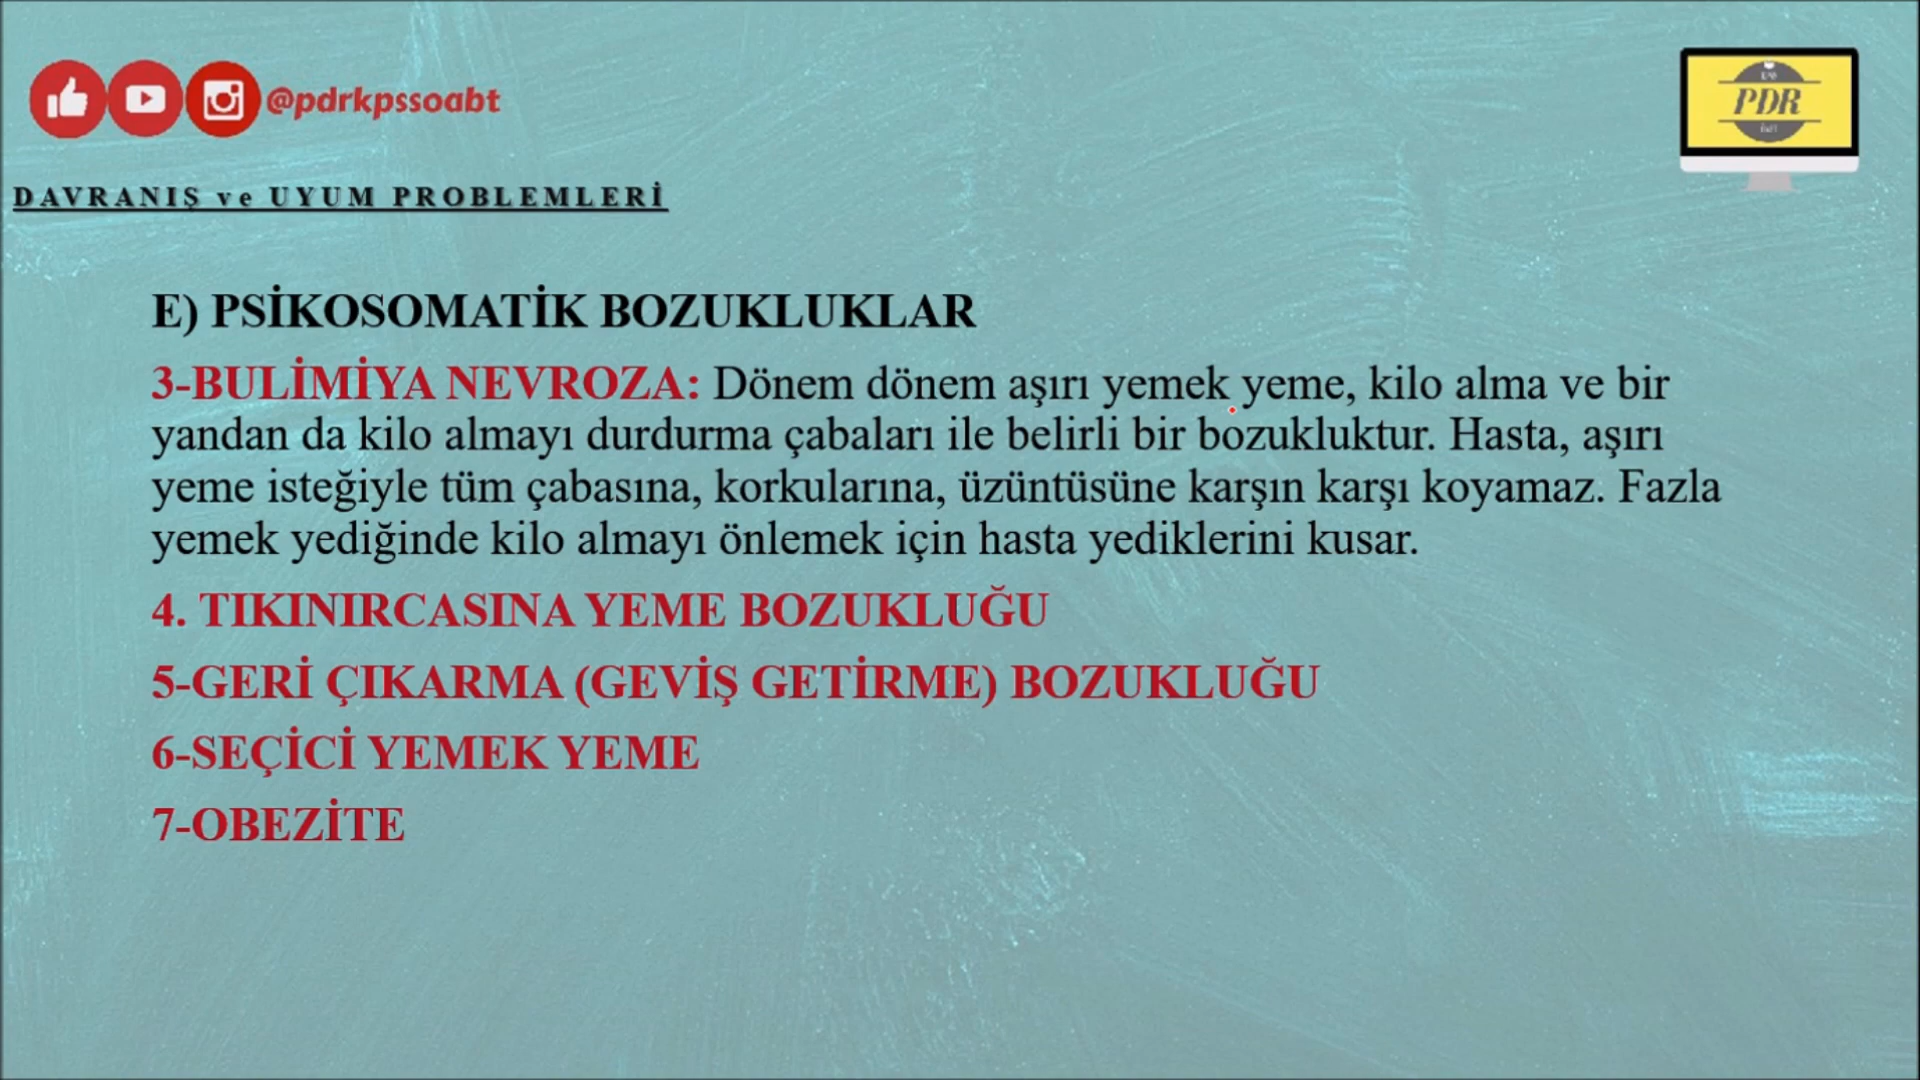 @pdrkpssoabt
PDR
DAVRANIŞ ve UYUM PROBLEMLERİ
E) PSİKOSOMATİK BOZUKLUKLAR
3-BULİMİYA NEVROZA: Dönem dönem aşırı yemek yeme, kilo alma ve bir
yandan da kilo almayı durdurma çabaları ile belirli bir bozukluktur. Hasta, aşırı
yeme isteğiyle tüm çabasına, korkularına, üzüntüsüne karşın karşı koyamaz. Fazla
yemek yediğinde kilo almayı önlemek için hasta yediklerini kusar.
4. TIKINIRCASINA YEME BOZUKLUĞU
5-GERİ ÇIKARMA (GEVİŞ GETİRME) BOZUKLUĞU
6-SEÇİCİ YEMEK YEME
7-OBEZİTE